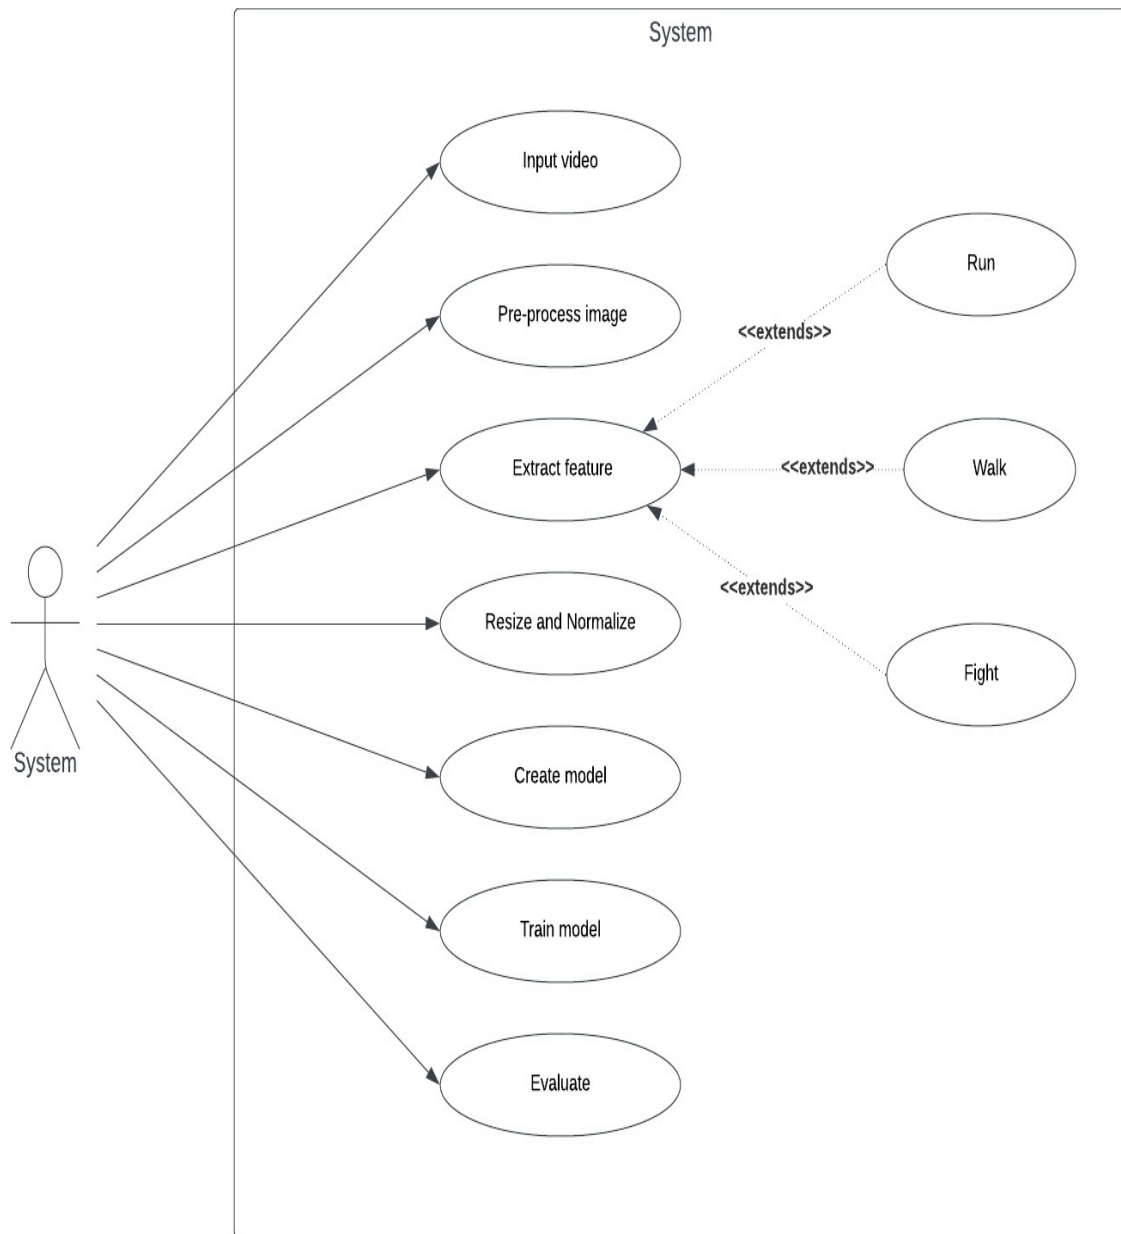 System
Input video
Run
Pre-process image
<<extends>>
Extract feature
<<extends>>
Walk
<<extends>>
Resize and Normalize
Fight
System
Create model
Train model
Evaluate